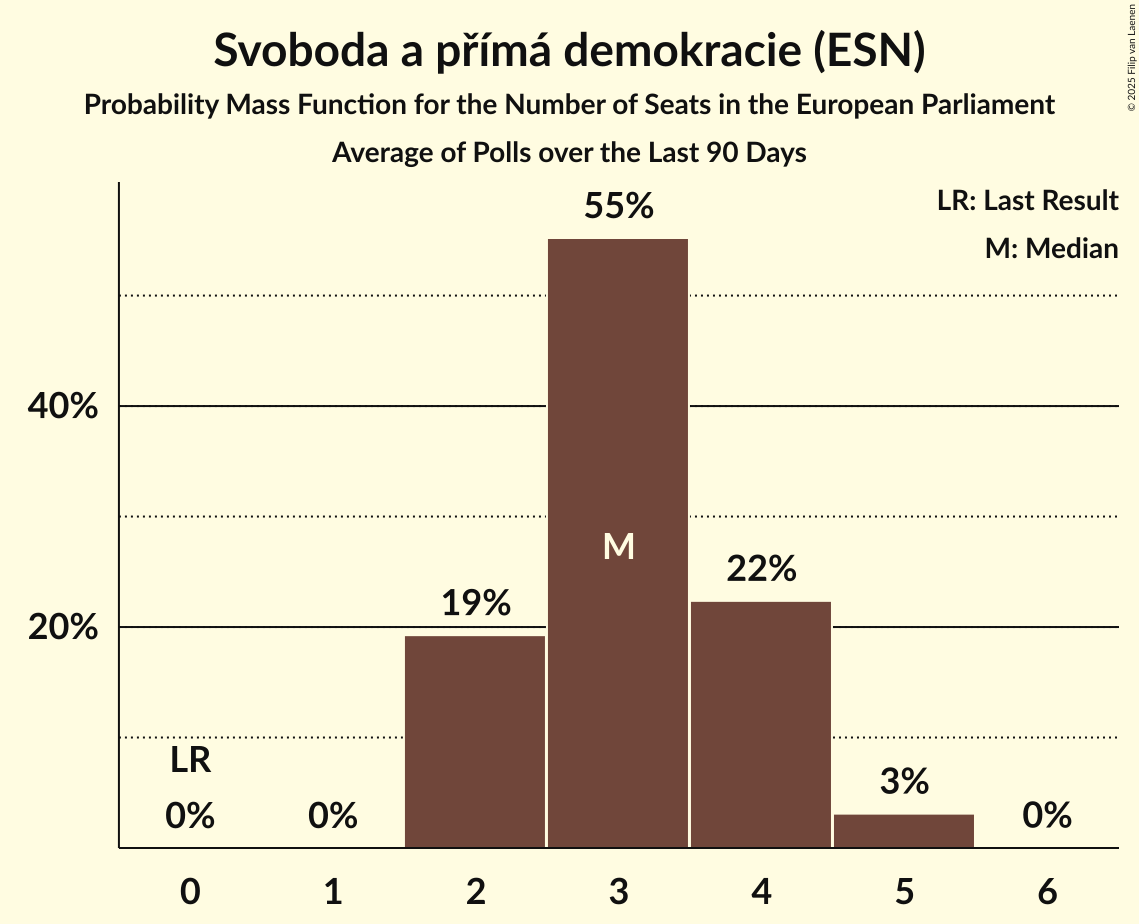 Svoboda a přímá demokracie (ESN)
Probability Mass Function for the Number of Seats in the European Parliament
Average of Polls over the Last 90 Days
© 2025 Filip van Laenen
LR: Last Result
M: Median
55%
40%
M
22%
19%
20%
LR
3%
0%
0%
0%
0 1 2 3 4 5 6